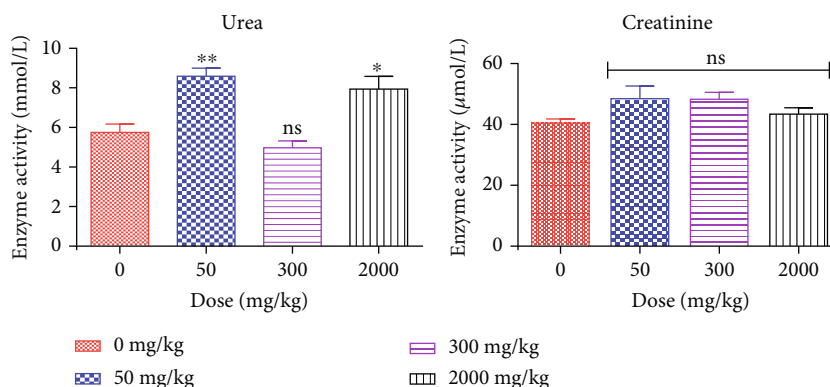 Urea
Enzyme activity (mmol/L)
10
8
6
4
2
0
**
ns
*
0
50
300
2000
Dose (mg/kg)
Creatinine
Enzyme activity (μmol/L)
60
40
20
0
ns
0
50
300
2000
Dose (mg/kg)
0 mg/kg
50 mg/kg
300 mg/kg
2000 mg/kg